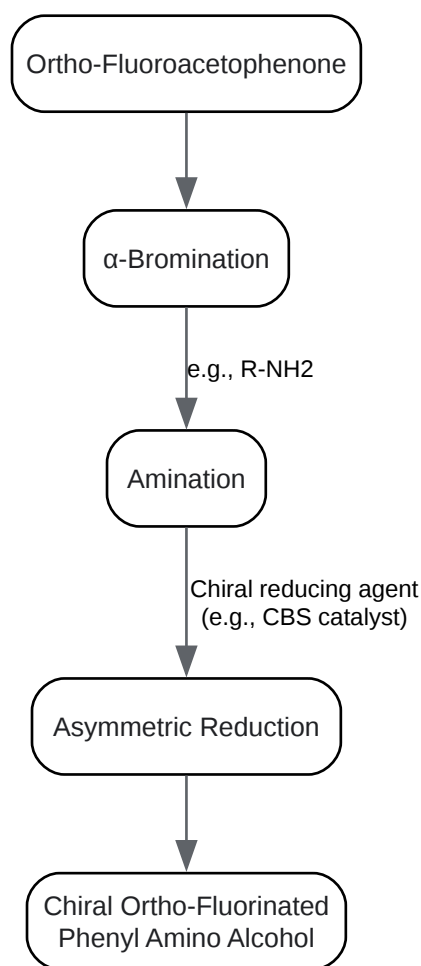 Ortho-Fluoroacetophenone
α-Bromination
e.g., R-NH2
Amination
Chiral reducing agent
(e.g., CBS catalyst)
Asymmetric Reduction
Chiral Ortho-Fluorinated
Phenyl Amino Alcohol